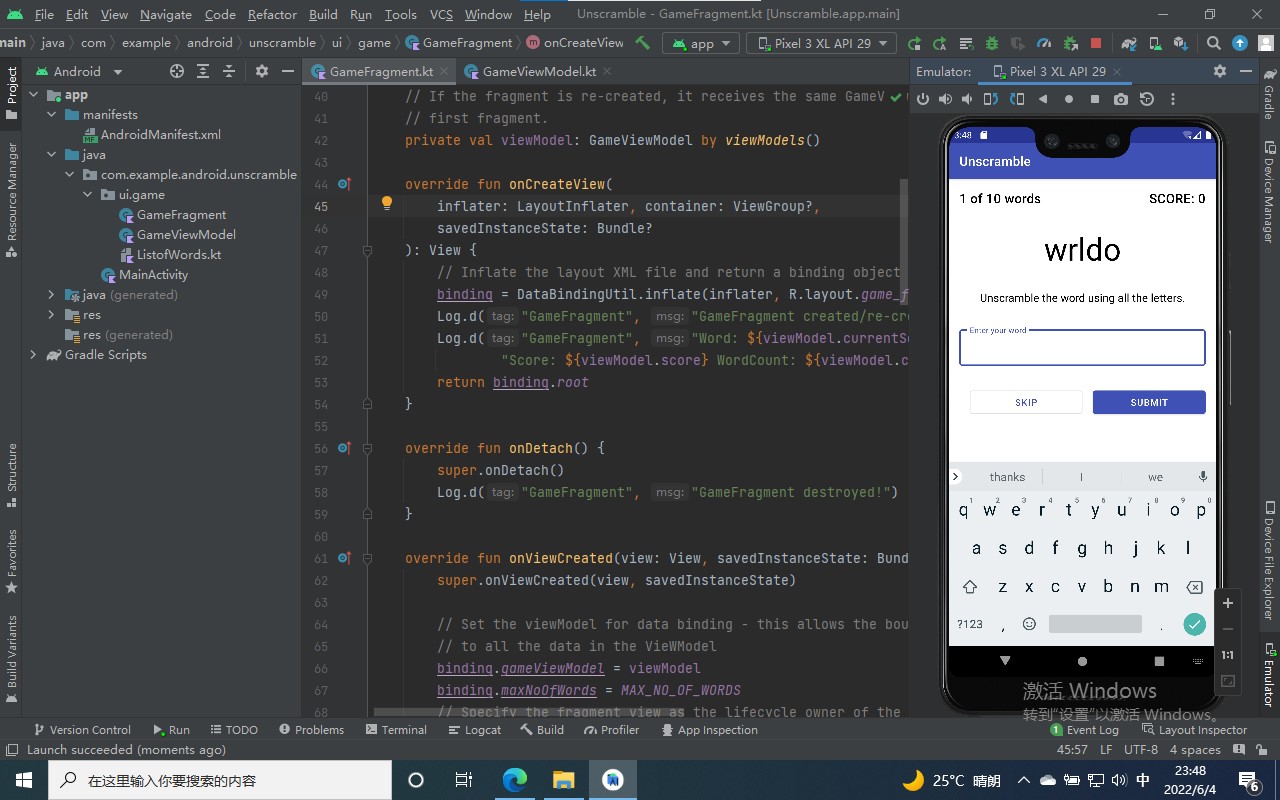 File Edit View Navigate Code Refactor Build Run Tools VCS Window Help Unscramble - GameFragment.kt [Unscramble.app.main]
main java com example android unscramble ui game GameFragment onCreateView app Pixel 3 XL API 29
Android
GameFragment.kt
GameViewModel.kt
Emulator: Pixel 3 XL API 29
Project
Resource Manager
Structure
Favorites
Build Variants
app
manifests
AndroidManifest.xml
java
com.example.android.unscramble
ui.game
GameFragment
GameViewModel
ListofWords.kt
MainActivity
java (generated)
res
res (generated)
Gradle Scripts
40 // If the fragment is re-created, it receives the same GameV
41 // first fragment.
42 private val viewModel: GameViewModel by viewModels()
43
44 override fun onCreateView(
45 inflater: LayoutInflater, container: ViewGroup?,
46 savedInstanceState: Bundle?
47 ): View {
48 // Inflate the layout XML file and return a binding object
49 binding = DataBindingUtil.inflate(inflater, R.layout.game_f
50 Log.d( tag: "GameFragment", msg: "GameFragment created/re-cre
51 Log.d( tag: "GameFragment", msg: "Word: ${viewModel.currentSc
52 "Score: ${viewModel.score} WordCount: ${viewModel.c
53 return binding.root
54 }
55
56 override fun onDetach() {
57 super.onDetach()
58 Log.d( tag: "GameFragment", msg: "GameFragment destroyed!")
59 }
60
61 override fun onViewCreated(view: View, savedInstanceState: Bund
62 super.onViewCreated(view, savedInstanceState)
63
64 // Set the viewModel for data binding - this allows the bou
65 // to all the data in the VieWModel
66 binding.gameViewModel = viewModel
67 binding.maxNoOfWords = MAX_NO_OF_WORDS
68 // Specify the fragment view as the lifecycle owner of the
3:48
Unscramble
1 of 10 words SCORE: 0
wrldo
Unscramble the word using all the letters.
Enter your word
SKIP SUBMIT
thanks I we
q1 w2 e3 r4 t5 y6 u7 i8 o9 p0
a s d f g h j k l
z x c v b n m
?123 , .
1:1
Gradle
Device Manager
Device File Explorer
Emulator
激活 Windows
转到“设置”以激活 Windows。
Version Control Run TODO Problems Terminal Logcat Build Profiler App Inspection 1 Event Log Layout Inspector
Launch succeeded (moments ago) 45:57 LF UTF-8 4 spaces
在这里输入你要搜索的内容
25°C 晴朗 中
23:48
2022/6/4
6